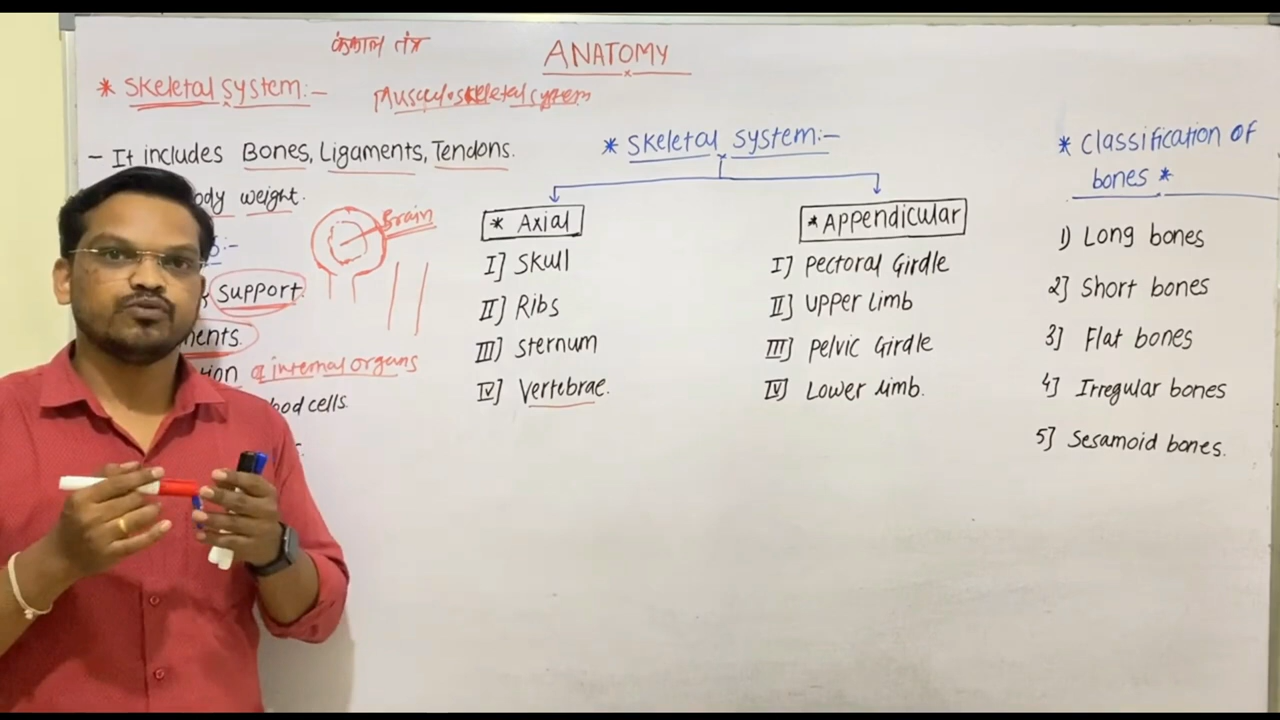 कंकाल तंत्र
ANATOMY
* Skeletal System:-
Musculoskeletal system
- It includes Bones, Ligaments, Tendons.
body weight.
:-
support.
ments.
tion of internal organs
blood cells.
Brain
* Skeletal System:-
* Axial
I] Skull
II] Ribs
III] Sternum
IV] Vertebrae.
* Appendicular
I] Pectoral Girdle
II] Upper Limb
III] Pelvic Girdle
IV] Lower Limb.
* Classification of
bones *
1) Long bones
2] Short bones
3] Flat bones
4] Irregular bones
5] Sesamoid bones.